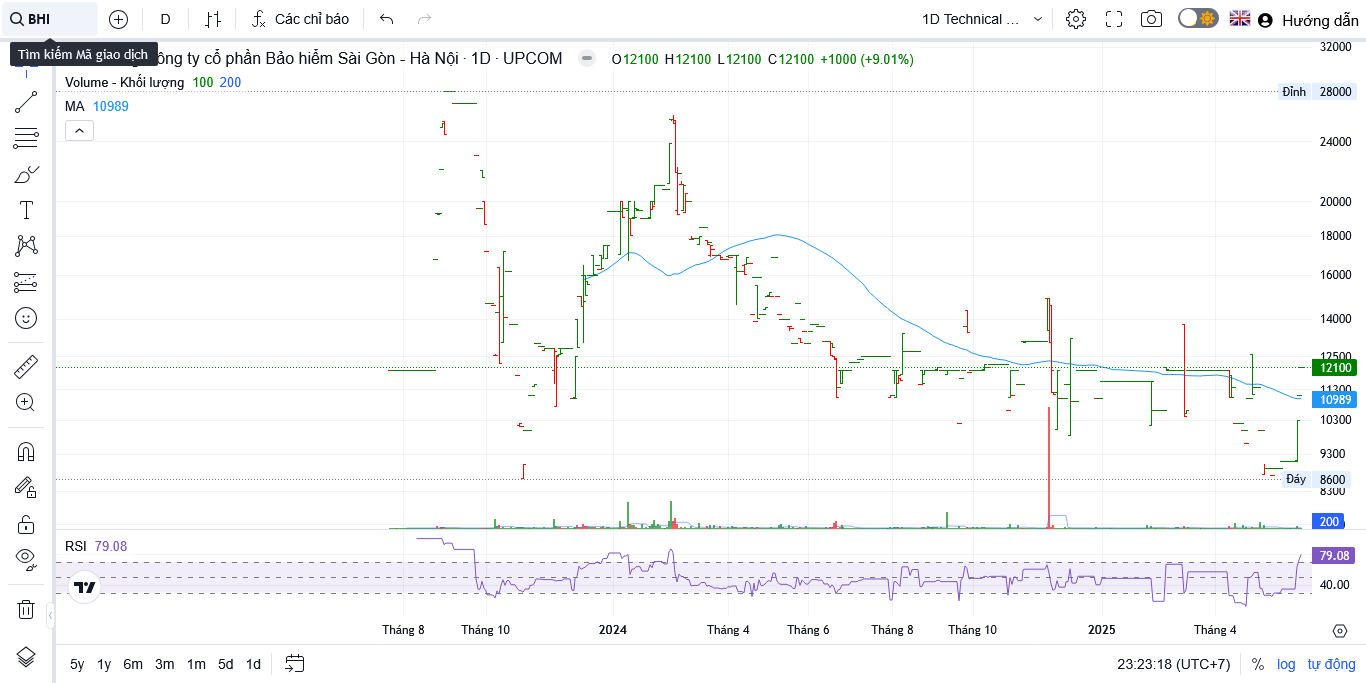 BHI
D
Các chỉ báo
1D Technical ...
Hướng dẫn
Tìm kiếm Mã giao dịch
ông ty cổ phần Bảo hiểm Sài Gòn - Hà Nội · 1D · UPCOM
O12100 H12100 L12100 C12100 +1000 (+9.01%)
Volume - Khối lượng 100 200
MA 10989
32000
Đỉnh 28000
24000
20000
18000
16000
14000
12500
12100
11300
10989
10300
9300
Đáy 8600
8300
200
RSI 79.08
79.08
40.00
Tháng 8 Tháng 10 2024 Tháng 4 Tháng 6 Tháng 8 Tháng 10 2025 Tháng 4
5y 1y 6m 3m 1m 5d 1d
23:23:18 (UTC+7) % log tự động